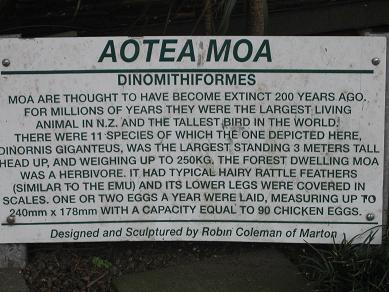 AOTEA MOA
DINOMITHIFORMES
MOA ARE THOUGHT TO HAVE BECOME EXTINCT 200 YEARS AGO.
FOR MILLIONS OF YEARS THEY WERE THE LARGEST LIVING
ANIMAL IN N.Z. AND THE TALLEST BIRD IN THE WORLD.
THERE WERE 11 SPECIES OF WHICH THE ONE DEPICTED HERE,
DINORNIS GIGANTEUS, WAS THE LARGEST STANDING 3 METERS TALL
HEAD UP, AND WEIGHING UP TO 250KG. THE FOREST DWELLING MOA
WAS A HERBIVORE. IT HAD TYPICAL HAIRY RATTLE FEATHERS
(SIMILAR TO THE EMU) AND ITS LOWER LEGS WERE COVERED IN
SCALES. ONE OR TWO EGGS A YEAR WERE LAID, MEASURING UP TO
240mm x 178mm WITH A CAPACITY EQUAL TO 90 CHICKEN EGGS.
Designed and Sculptured by Robin Coleman of Marton